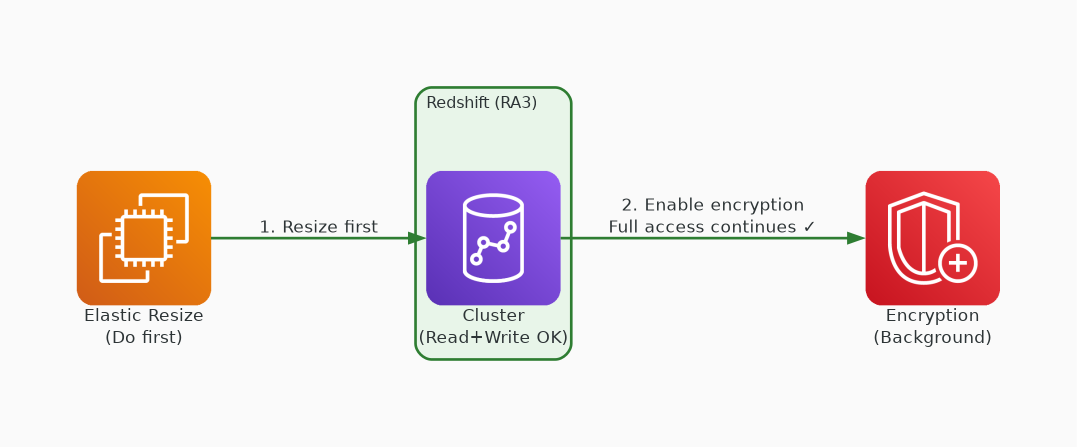 Redshift (RA3)
1. Resize first
2. Enable encryption
Full access continues ✓
Elastic Resize
(Do first)
Cluster
(Read+Write OK)
Encryption
(Background)